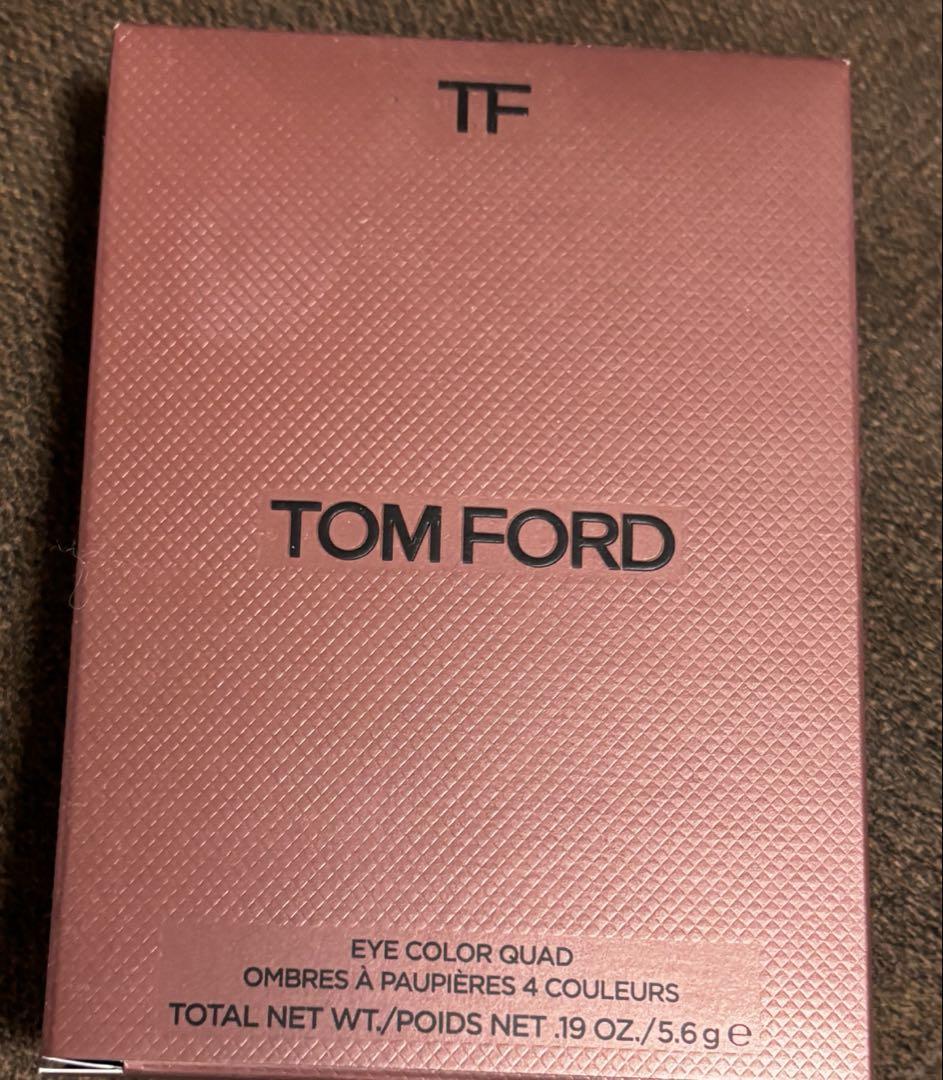 TF
TOM FORD
EYE COLOR QUAD
OMBRES À PAUPIÈRES 4 COULEURS
TOTAL NET WT./POIDS NET .19 OZ./5.6 g ℮